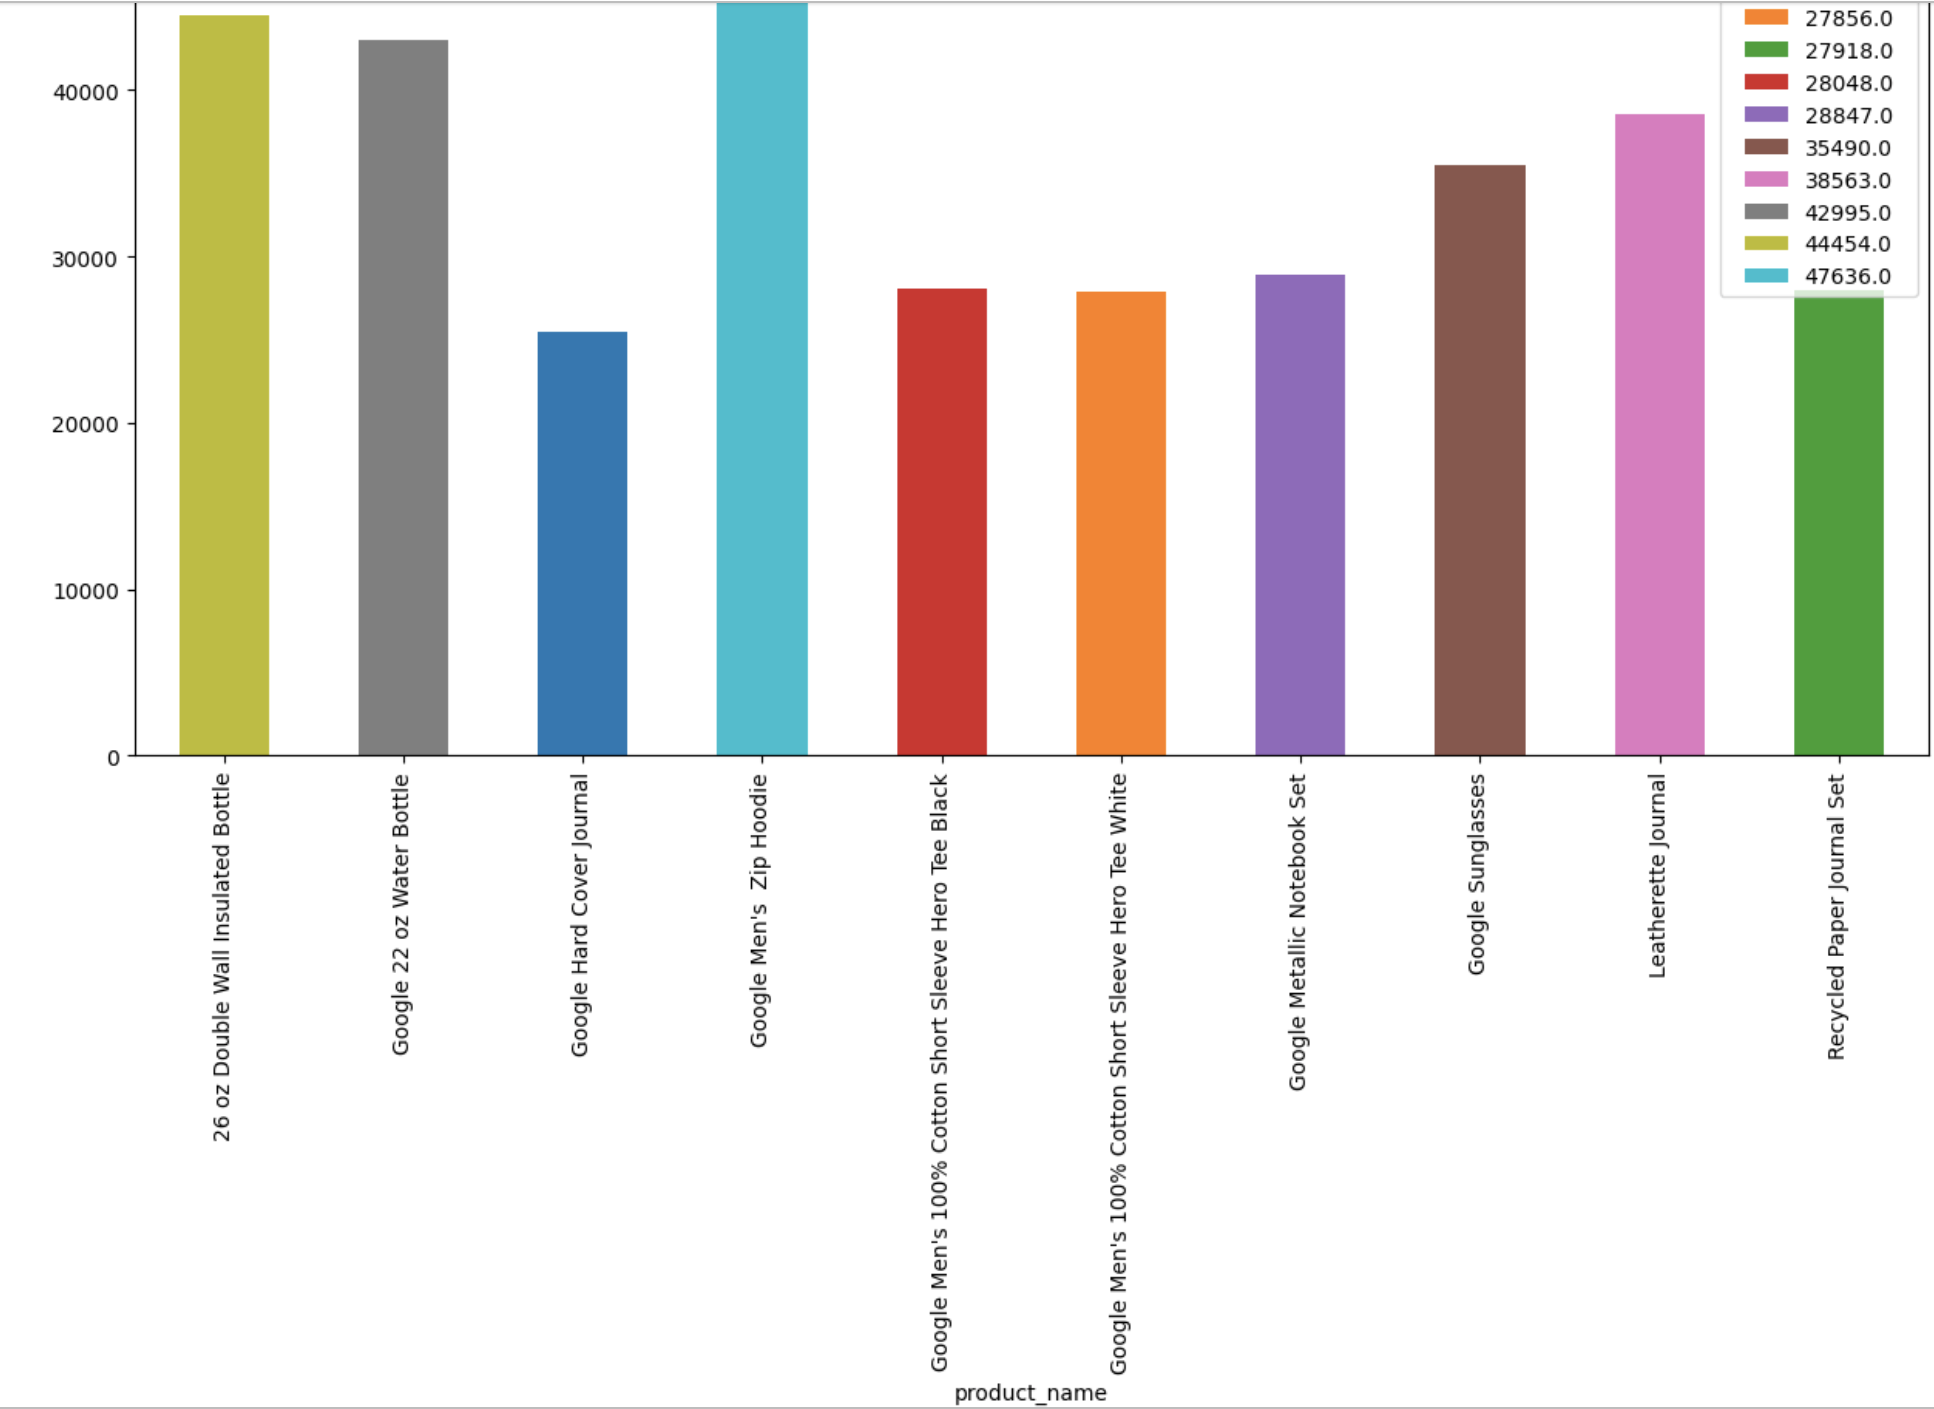 27856.0
27918.0
28048.0
28847.0
35490.0
38563.0
42995.0
44454.0
47636.0
40000
30000
20000
10000
0
26 oz Double Wall Insulated Bottle
Google 22 oz Water Bottle
Google Hard Cover Journal
Google Men's  Zip Hoodie
Google Men's 100% Cotton Short Sleeve Hero Tee Black
Google Men's 100% Cotton Short Sleeve Hero Tee White
Google Metallic Notebook Set
Google Sunglasses
Leatherette Journal
Recycled Paper Journal Set
product_name